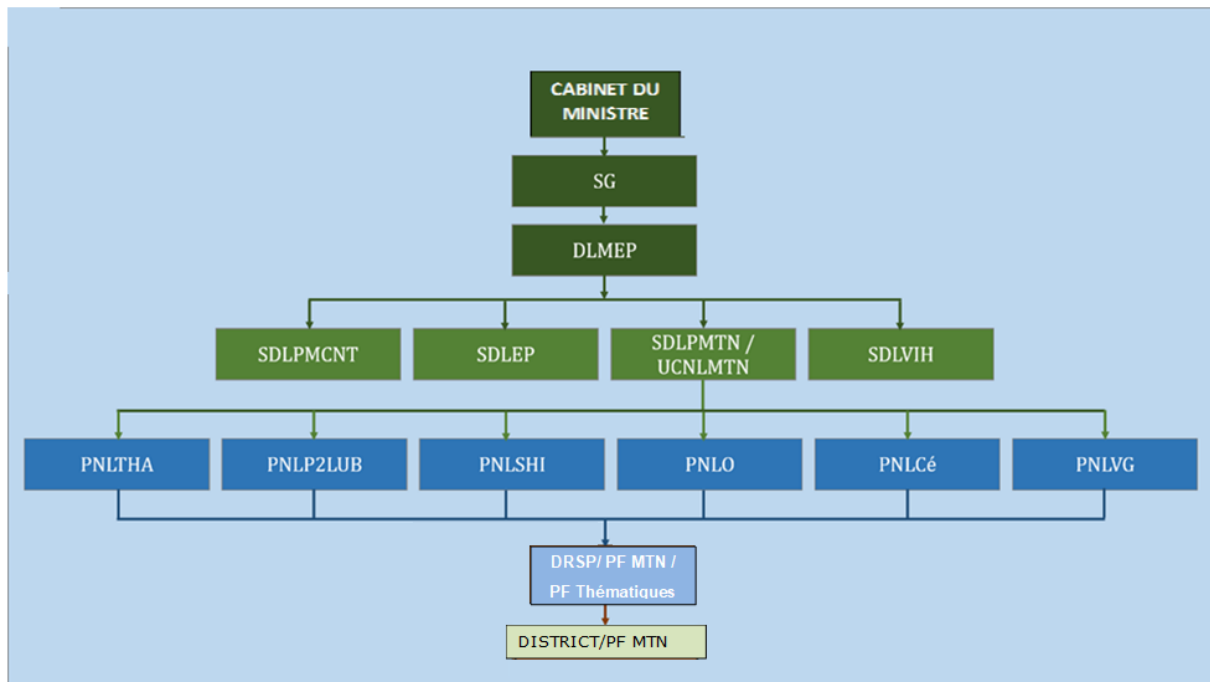 CABINET DU
MINISTRE
SG
DLMEP
SDLPMCNT
SDLEP
SDLPMTN /
UCNLMTN
SDLVIH
PNLTHA
PNLP2LUB
PNLSHI
PNLO
PNLCé
PNLVG
DRSP/ PF MTN /
PF Thématiques
DISTRICT/PF MTN